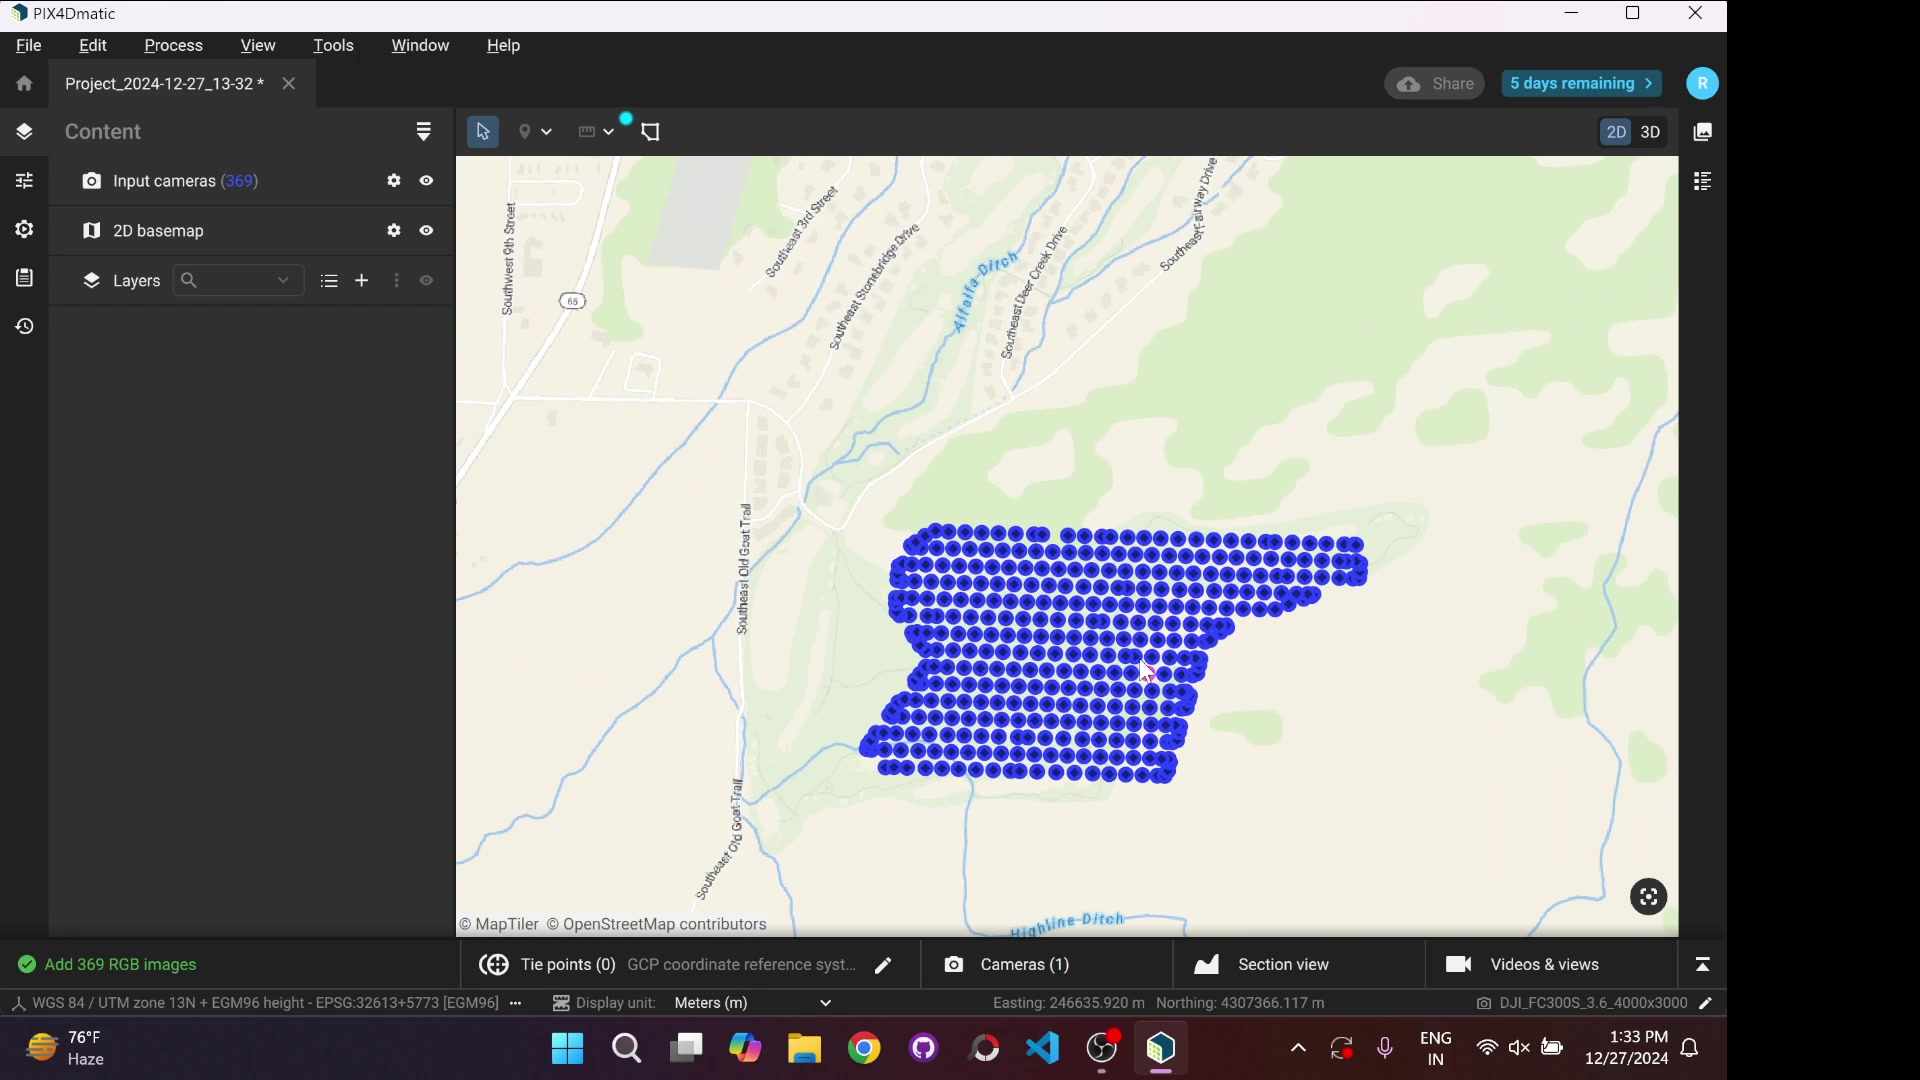 PIX4Dmatic
File Edit Process View Tools Window Help
Project_2024-12-27_13-32 *
Share
5 days remaining >
R
Content
2D 3D
Input cameras (369)
2D basemap
Layers
Southwest 9th Street
65
Southeast 3rd Street
Southeast Stonebridge Drive
Alfalfa Ditch
Southeast Deer Creek Drive
Southeast Fairway Drive
Southeast Old Goat Trail
Southeast Old Goat Trail
Highline Ditch
© MapTiler © OpenStreetMap contributors
Add 369 RGB images
Tie points (0) GCP coordinate reference syst...
Cameras (1)
Section view
Videos & views
WGS 84 / UTM zone 13N + EGM96 height - EPSG:32613+5773 [EGM96] ...
Display unit: Meters (m)
Easting: 246635.920 m Northing: 4307366.117 m
DJI_FC300S_3.6_4000x3000
76°F
Haze
ENG
IN
1:33 PM
12/27/2024